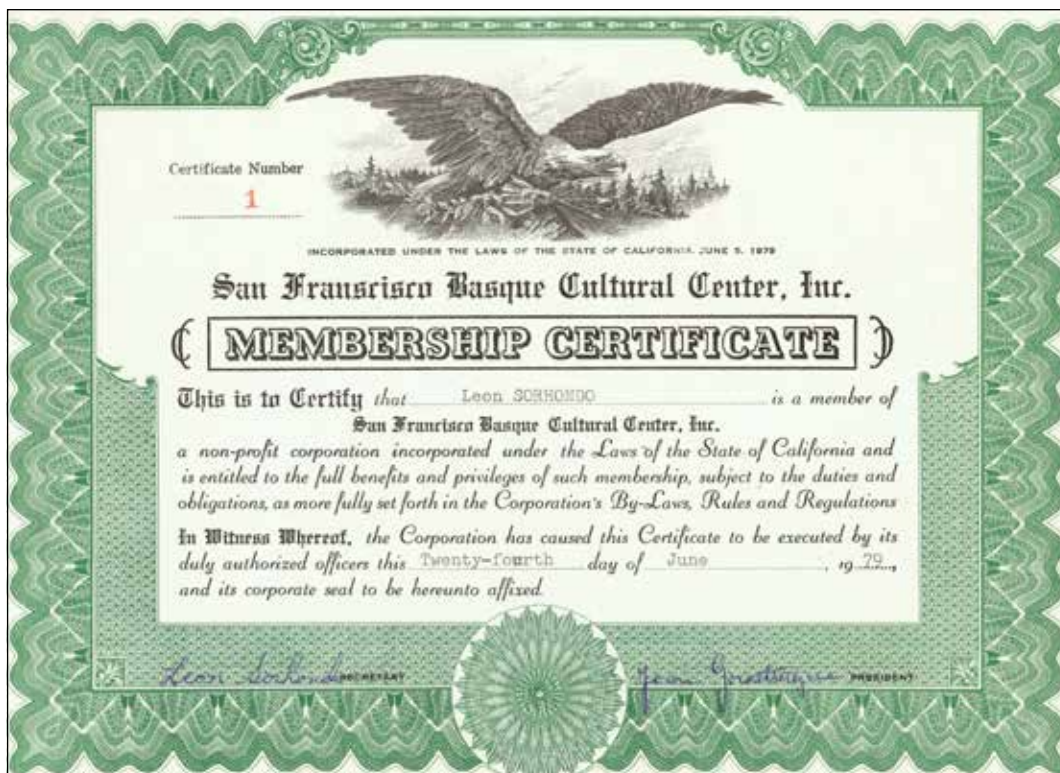 Certificate Number
1
INCORPORATED UNDER THE LAWS OF THE STATE OF CALIFORNIA, JUNE 5, 1979
San Franscisco Basque Cultural Center, Inc.
MEMBERSHIP CERTIFICATE
This is to Certify that Leon SORHONDO is a member of
San Francisco Basque Cultural Center, Inc.
a non-profit corporation incorporated under the Laws of the State of California and
is entitled to the full benefits and privileges of such membership, subject to the duties and
obligations, as more fully set forth in the Corporation's By-Laws, Rules and Regulations
In Witness Whereof, the Corporation has caused this Certificate to be executed by its
duly authorized officers this Twenty-fourth day of June, 19 79,
and its corporate seal to be hereunto affixed.
Leon Sorhondo SECRETARY
Jean PRESIDENT